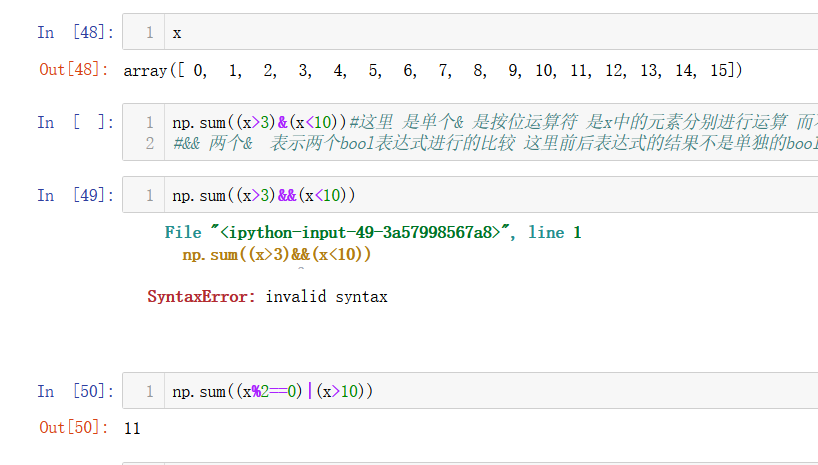 In [48]: 1 x
Out[48]: array([ 0, 1, 2, 3, 4, 5, 6, 7, 8, 9, 10, 11, 12, 13, 14, 15])
In [ ]: 1 np.sum((x>3)&(x<10))#这里 是单个& 是按位运算符 是x中的元素分别进行运算 而
2 #&& 两个& 表示两个bool表达式进行的比较 这里前后表达式的结果不是单独的bool
In [49]: 1 np.sum((x>3)&&(x<10))
File "<ipython-input-49-3a57998567a8>", line 1
np.sum((x>3)&&(x<10))
^
SyntaxError: invalid syntax
In [50]: 1 np.sum((x%2==0)|(x>10))
Out[50]: 11